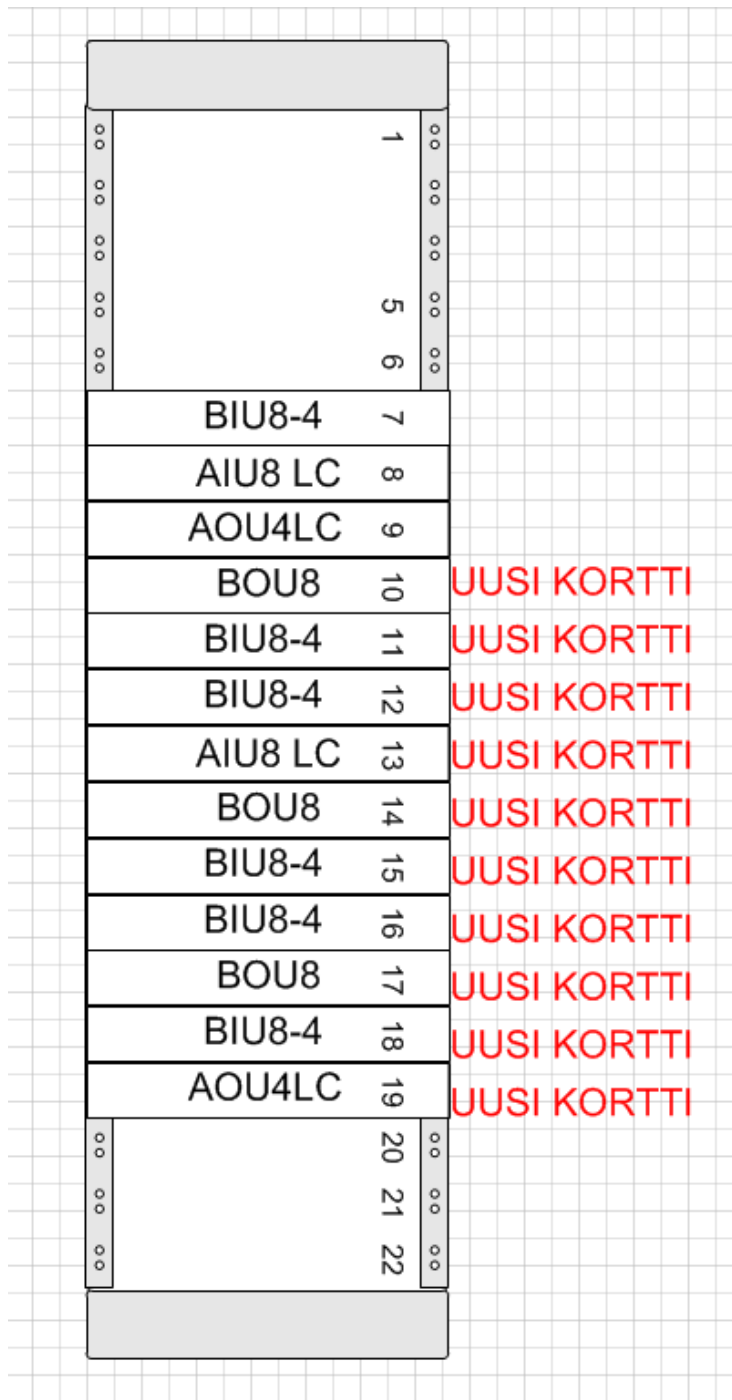 1
5
6
BIU8-4 7
AIU8 LC 8
AOU4LC 9
BOU8 10 UUSI KORTTI
BIU8-4 11 UUSI KORTTI
BIU8-4 12 UUSI KORTTI
AIU8 LC 13 UUSI KORTTI
BOU8 14 UUSI KORTTI
BIU8-4 15 UUSI KORTTI
BIU8-4 16 UUSI KORTTI
BOU8 17 UUSI KORTTI
BIU8-4 18 UUSI KORTTI
AOU4LC 19 UUSI KORTTI
20
21
22